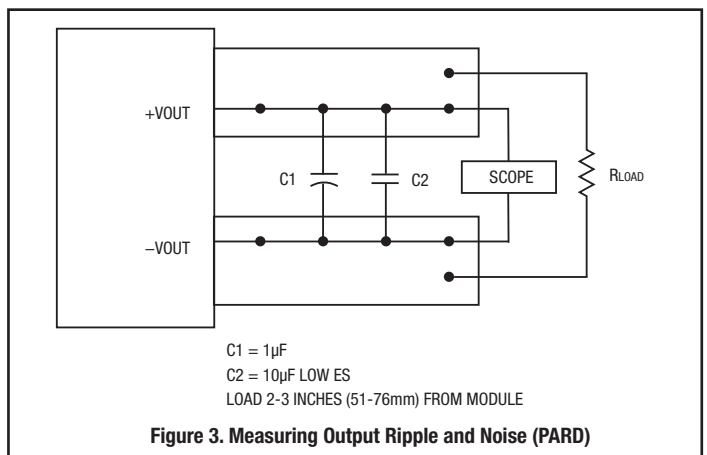 +VOUT
C1
C2
SCOPE
RLOAD
−VOUT
C1 = 1µF
C2 = 10µF LOW ES
LOAD 2-3 INCHES (51-76mm) FROM MODULE
Figure 3. Measuring Output Ripple and Noise (PARD)